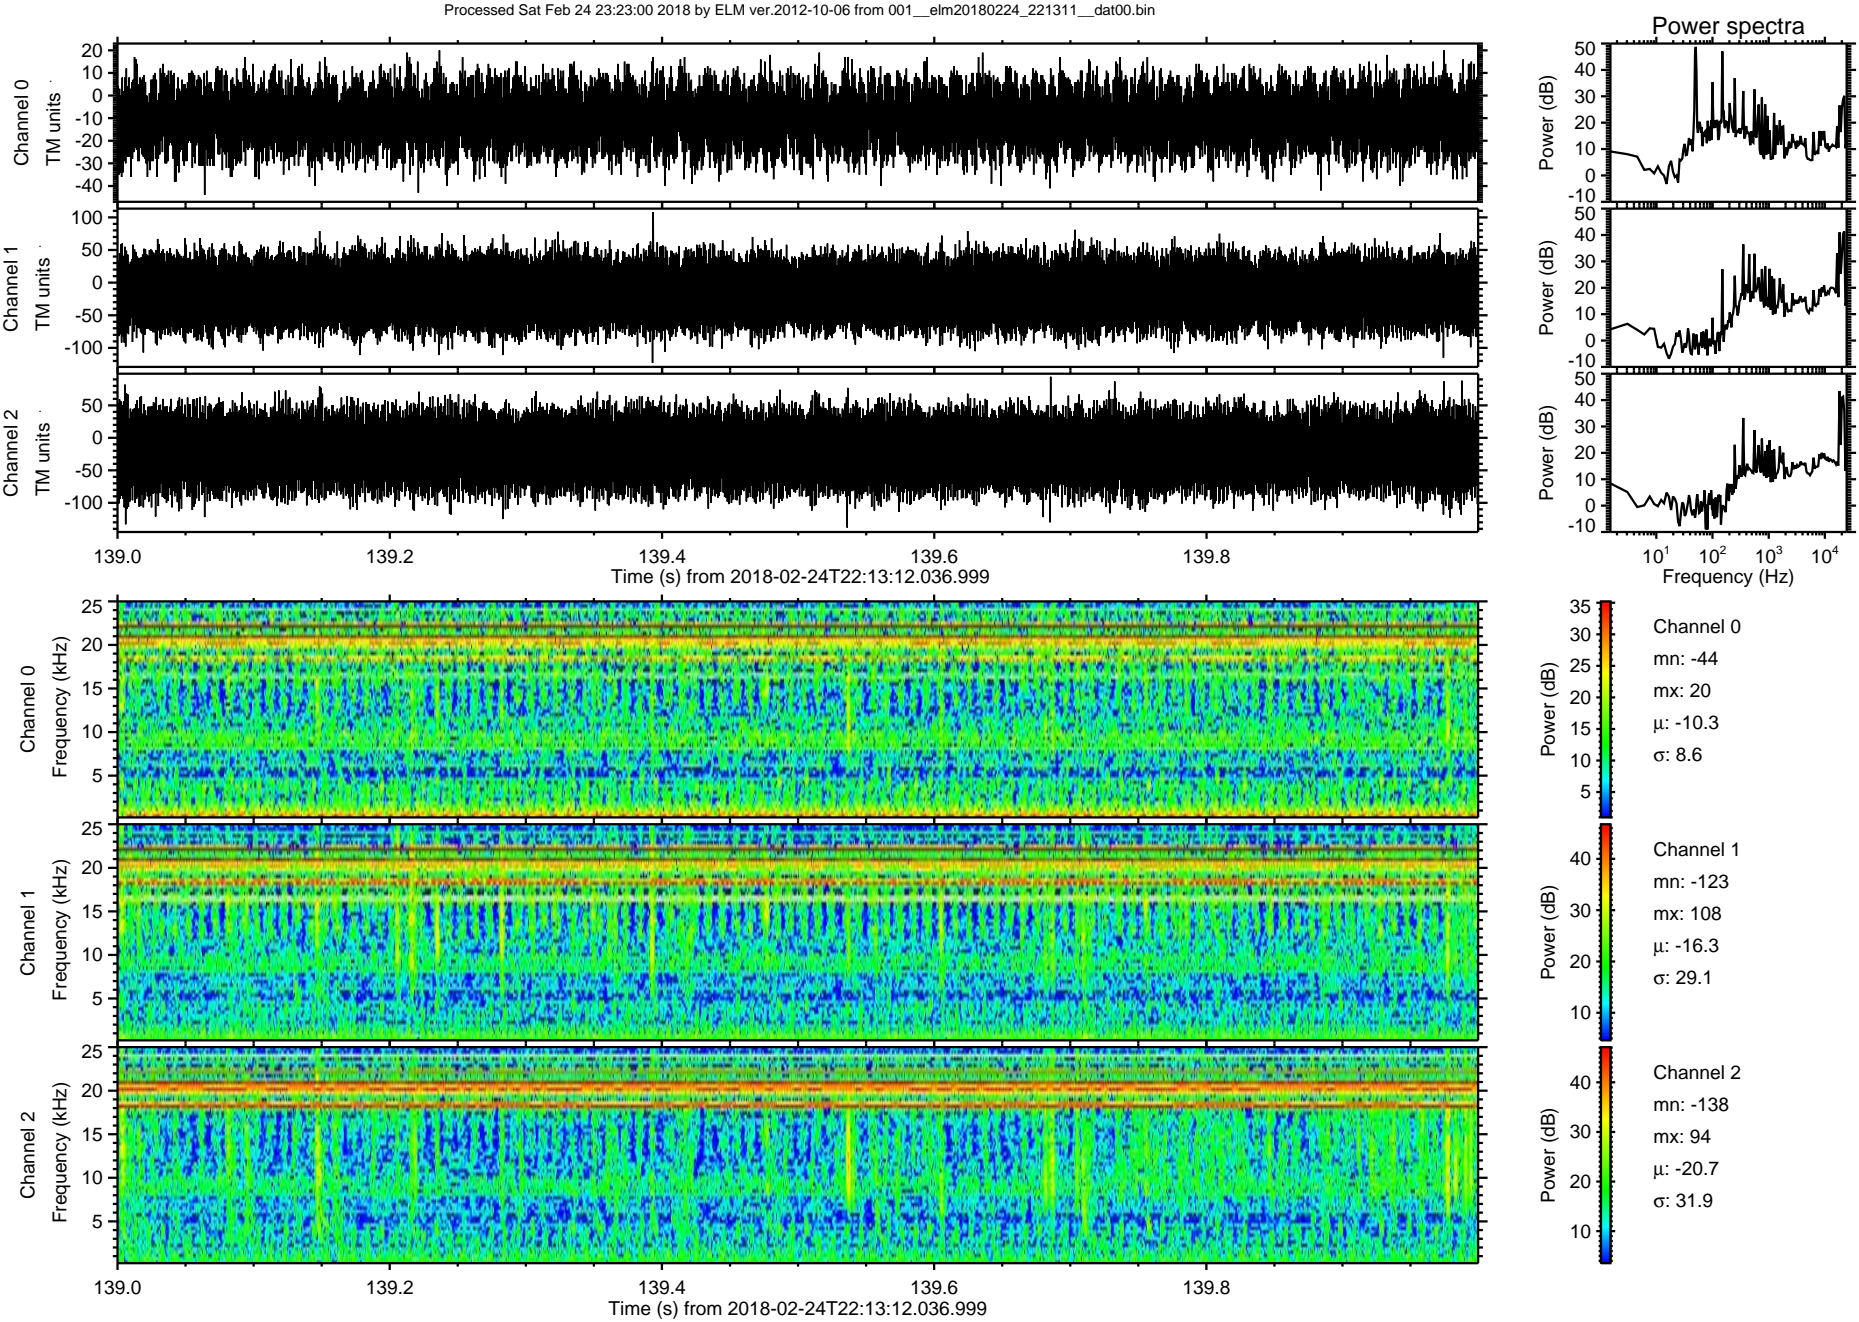 Processed Sat Feb 24 23:23:00 2018 by ELM ver.2012-10-06 from 001__elm20180224_221311__dat00.bin
Power spectra
Channel 0
TM units
20
10
0
-10
-20
-30
-40
Power (dB)
50
40
30
20
10
0
-10
Channel 1
TM units
100
50
0
-50
-100
Power (dB)
50
40
30
20
10
0
-10
Channel 2
TM units
50
0
-50
-100
Power (dB)
50
40
30
20
10
0
-10
139.0 139.2 139.4 139.6 139.8
Time (s) from 2018-02-24T22:13:12.036.999
10¹ 10² 10³ 10⁴
Frequency (Hz)
Channel 0
Frequency (kHz)
25
20
15
10
5
Power (dB)
35
30
25
20
15
10
5
Channel 0
mn: -44
mx: 20
μ: -10.3
σ: 8.6
Channel 1
Frequency (kHz)
25
20
15
10
5
Power (dB)
40
30
20
10
Channel 1
mn: -123
mx: 108
μ: -16.3
σ: 29.1
Channel 2
Frequency (kHz)
25
20
15
10
5
Power (dB)
40
30
20
10
Channel 2
mn: -138
mx: 94
μ: -20.7
σ: 31.9
139.0 139.2 139.4 139.6 139.8
Time (s) from 2018-02-24T22:13:12.036.999